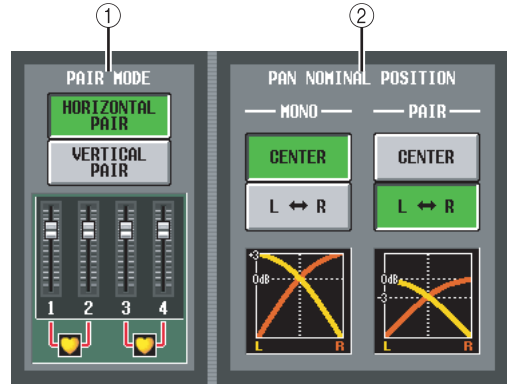 1
2
PAIR MODE
HORIZONTAL
PAIR
VERTICAL
PAIR
1 2 3 4
PAN NOMINAL POSITION
MONO
PAIR
CENTER
CENTER
L ↔ R
L ↔ R
+3
0dB
L R
0dB
-3
L R